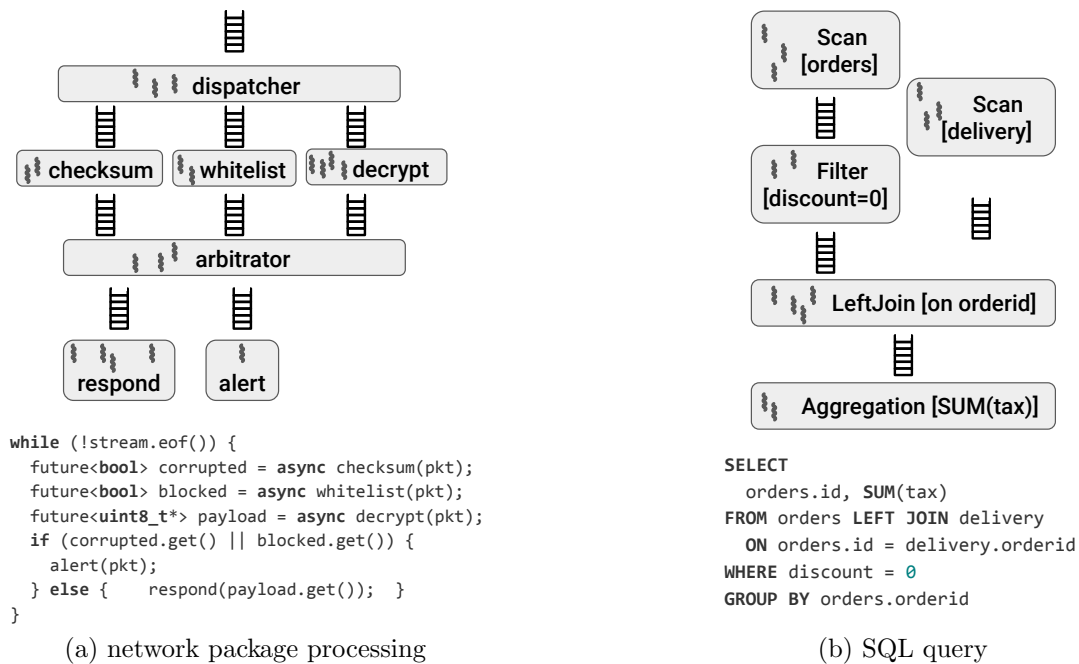 dispatcher
checksum
whitelist
decrypt
arbitrator
respond
alert
while (!stream.eof()) {
future<bool> corrupted = async checksum(pkt);
future<bool> blocked = async whitelist(pkt);
future<uint8_t*> payload = async decrypt(pkt);
if (corrupted.get() || blocked.get()) {
alert(pkt);
} else {    respond(payload.get());  }
}
(a) network package processing
Scan
[orders]
Scan
[delivery]
Filter
[discount=0]
LeftJoin [on orderid]
Aggregation [SUM(tax)]
SELECT
orders.id, SUM(tax)
FROM orders LEFT JOIN delivery
ON orders.id = delivery.orderid
WHERE discount = 0
GROUP BY orders.orderid
(b) SQL query